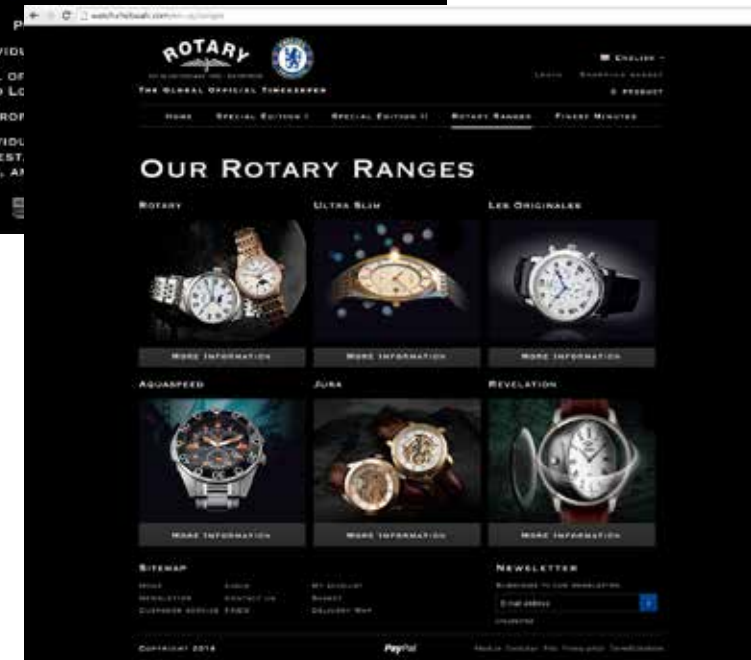 ROTARY
THE GLOBAL OFFICIAL TIMEKEEPER
ENGLISH
LOGIN SHOPPING BASKET
0 PRODUCT
HOME SPECIAL EDITION I SPECIAL EDITION II ROTARY RANGES FINEST MINUTES
OUR ROTARY RANGES
ROTARY ULTRA SLIM LES ORIGINALES
MORE INFORMATION MORE INFORMATION MORE INFORMATION
AQUASPEED JURA REVELATION
MORE INFORMATION MORE INFORMATION MORE INFORMATION
SITEMAP NEWSLETTER
HOME LOGIN MY ACCOUNT SUBSCRIBE TO OUR NEWSLETTER
NEWSLETTER CONTACT US BASKET
E-mail address
CUSTOMER SERVICE DELIVERY MAP
COPYRIGHT 2014 PayPal